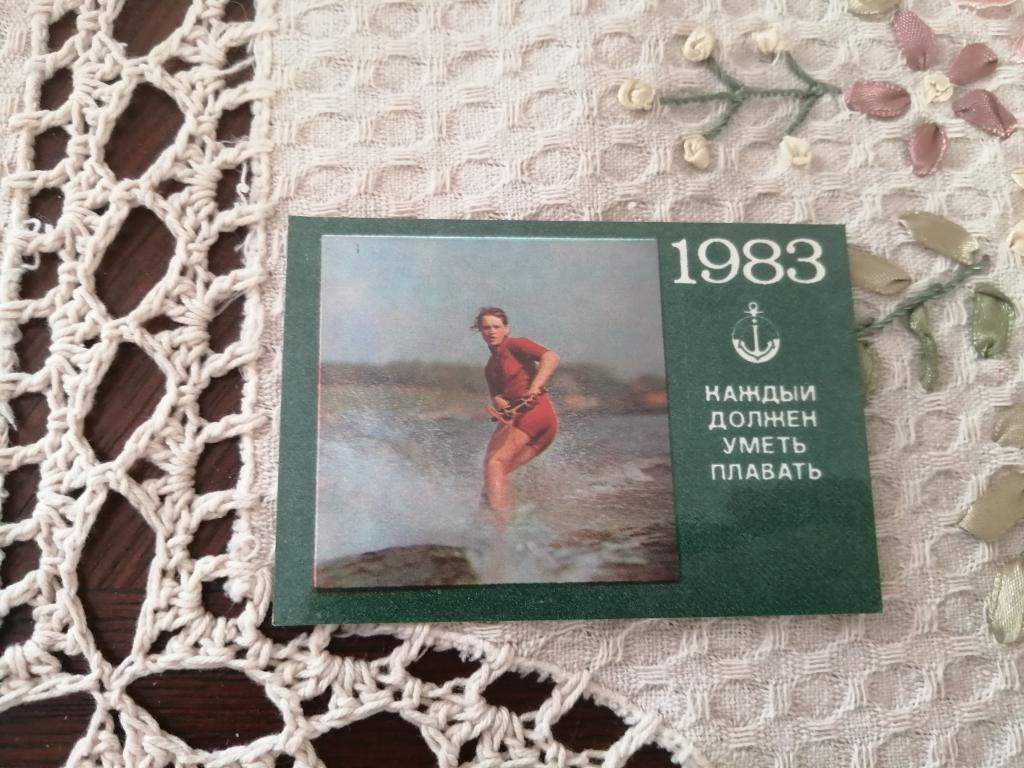 1983
КАЖДЫЙ
ДОЛЖЕН
УМЕТЬ
ПЛАВАТЬ